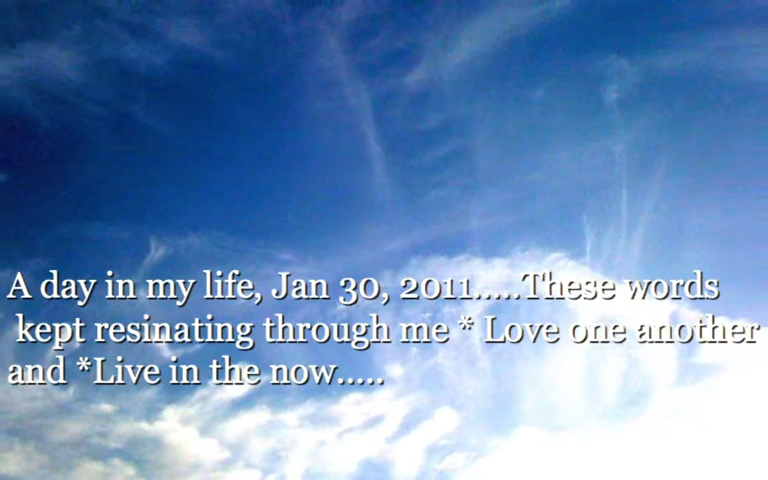 A day in my life, Jan 30, 2011.....These words
kept resinating through me * Love one another
and *Live in the now.....